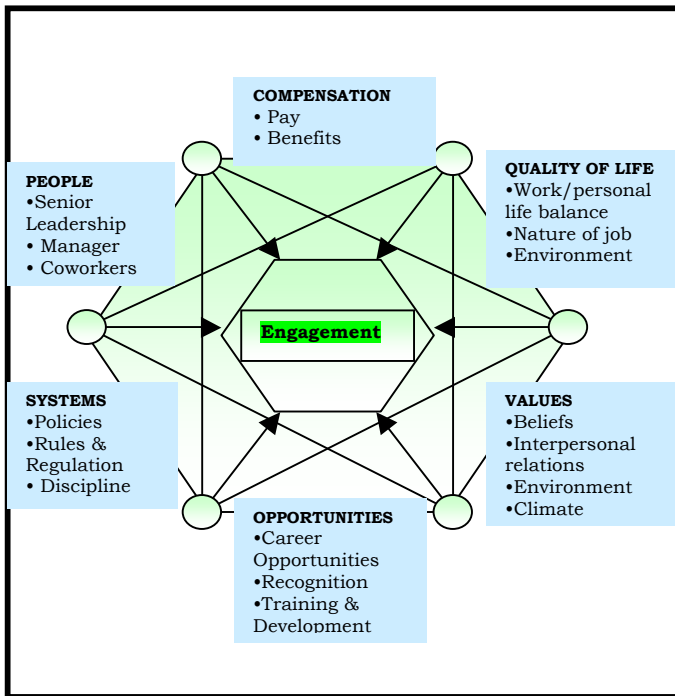 COMPENSATION
• Pay
• Benefits
PEOPLE
•Senior
Leadership
• Manager
• Coworkers
QUALITY OF LIFE
•Work/personal
life balance
•Nature of job
•Environment
Engagement
SYSTEMS
•Policies
•Rules &
Regulation
• Discipline
VALUES
•Beliefs
•Interpersonal
relations
•Environment
•Climate
OPPORTUNITIES
•Career
Opportunities
•Recognition
•Training &
Development